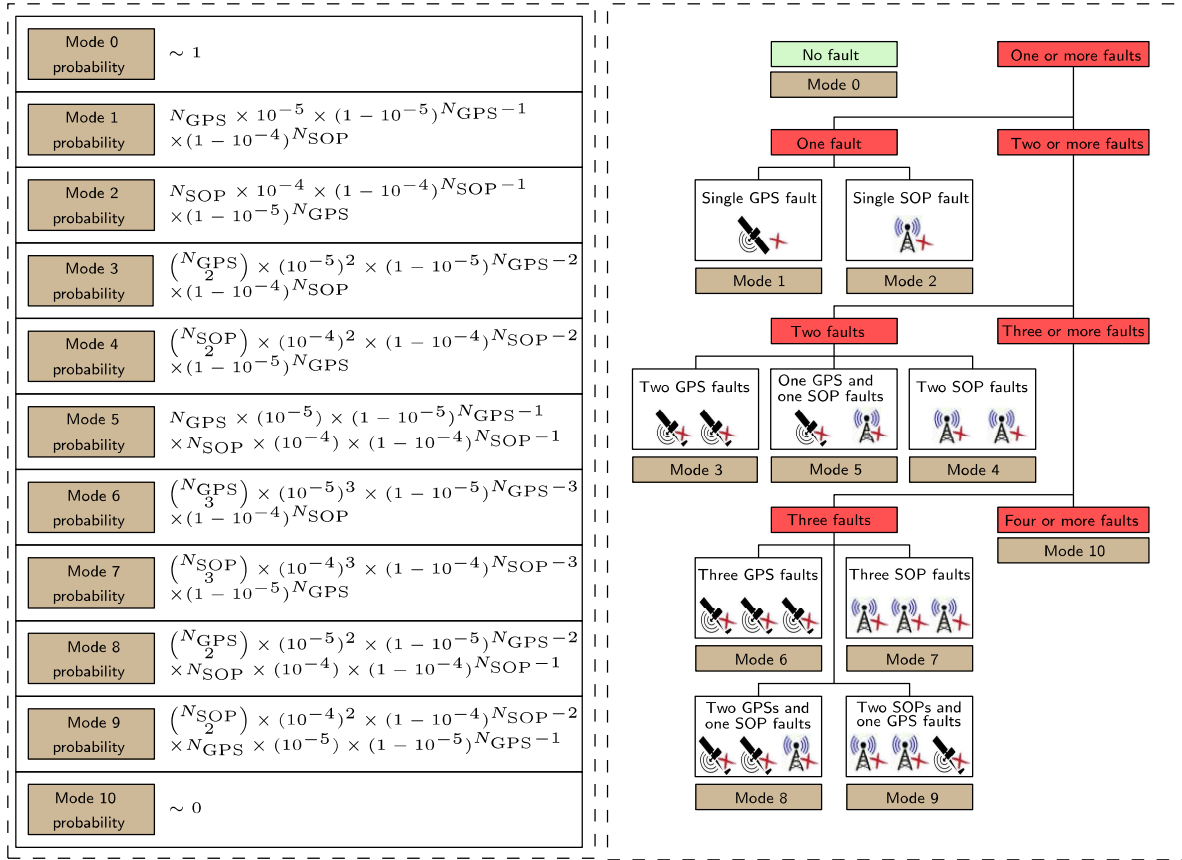 Mode 0
probability
∼ 1
Mode 1
probability
N_GPS × 10^{−5} × (1 − 10^{−5})^{N_GPS−1}
×(1 − 10^{−4})^{N_SOP}
Mode 2
probability
N_SOP × 10^{−4} × (1 − 10^{−4})^{N_SOP−1}
×(1 − 10^{−5})^{N_GPS}
Mode 3
probability
(N_GPS 2) × (10^{−5})^2 × (1 − 10^{−5})^{N_GPS−2}
×(1 − 10^{−4})^{N_SOP}
Mode 4
probability
(N_SOP 2) × (10^{−4})^2 × (1 − 10^{−4})^{N_SOP−2}
×(1 − 10^{−5})^{N_GPS}
Mode 5
probability
N_GPS × (10^{−5}) × (1 − 10^{−5})^{N_GPS−1}
×N_SOP × (10^{−4}) × (1 − 10^{−4})^{N_SOP−1}
Mode 6
probability
(N_GPS 3) × (10^{−5})^3 × (1 − 10^{−5})^{N_GPS−3}
×(1 − 10^{−4})^{N_SOP}
Mode 7
probability
(N_SOP 3) × (10^{−4})^3 × (1 − 10^{−4})^{N_SOP−3}
×(1 − 10^{−5})^{N_GPS}
Mode 8
probability
(N_GPS 2) × (10^{−5})^2 × (1 − 10^{−5})^{N_GPS−2}
×N_SOP × (10^{−4}) × (1 − 10^{−4})^{N_SOP−1}
Mode 9
probability
(N_SOP 2) × (10^{−4})^2 × (1 − 10^{−4})^{N_SOP−2}
×N_GPS × (10^{−5}) × (1 − 10^{−5})^{N_GPS−1}
Mode 10
probability
∼ 0
No fault
Mode 0
One or more faults
One fault
Two or more faults
Single GPS fault
Mode 1
Single SOP fault
Mode 2
Two faults
Three or more faults
Two GPS faults
Mode 3
One GPS and
one SOP faults
Mode 5
Two SOP faults
Mode 4
Three faults
Four or more faults
Mode 10
Three GPS faults
Mode 6
Three SOP faults
Mode 7
Two GPSs and
one SOP faults
Mode 8
Two SOPs and
one GPS faults
Mode 9